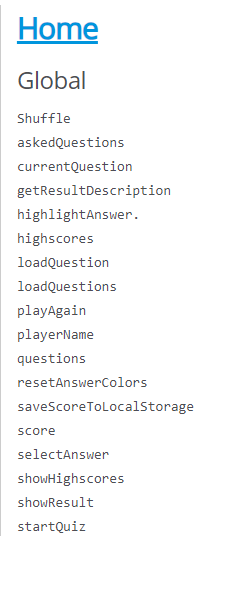 Home
Global
Shuffle
askedQuestions
currentQuestion
getResultDescription
highlightAnswer.
highscores
loadQuestion
loadQuestions
playAgain
playerName
questions
resetAnswerColors
saveScoreToLocalStorage
score
selectAnswer
showHighscores
showResult
startQuiz